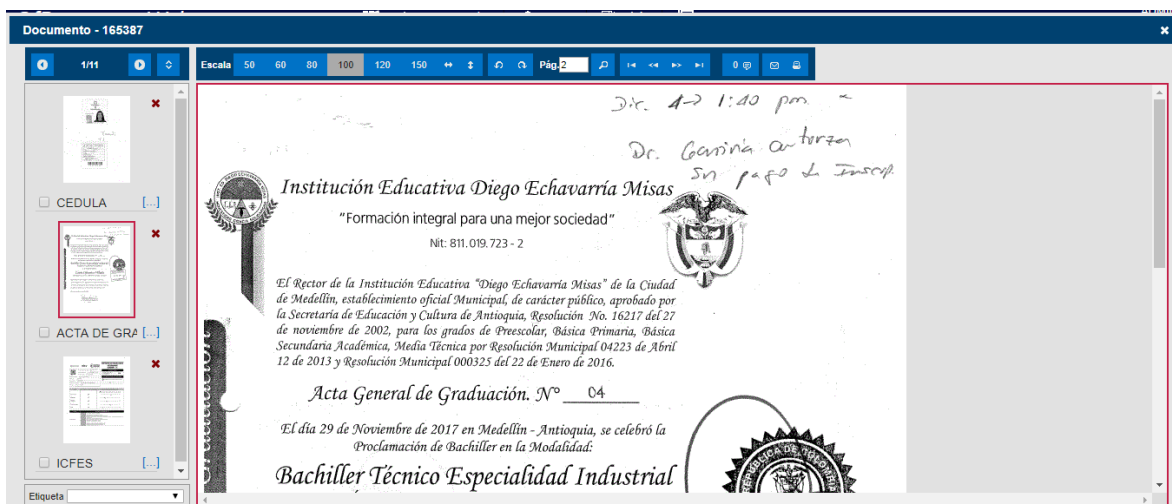 Documento - 165387
1/11
Escala 50 60 80 100 120 150 Pág. 2 0
CEDULA [...]
ACTA DE GRA [...]
ICFES [...]
Etiqueta
Dir. 4-> 1:40 pm
Dr.
pago de Inscrip.
Institución Educativa Diego Echavarría Misas
"Formación integral para una mejor sociedad"
Nit: 811.019.723 - 2
El Rector de la Institución Educativa "Diego Echavarría Misas" de la Ciudad
de Medellín, establecimiento oficial Municipal, de carácter público, aprobado por
la Secretaría de Educación y Cultura de Antioquia, Resolución No. 16217 del 27
de noviembre de 2002, para los grados de Preescolar, Básica Primaria, Básica
Secundaria Académica, Media Técnica por Resolución Municipal 04223 de Abril
12 de 2013 y Resolución Municipal 000325 del 22 de Enero de 2016.
Acta General de Graduación. N° 04
El día 29 de Noviembre de 2017 en Medellín - Antioquia, se celebró la
Proclamación de Bachiller en la Modalidad:
Bachiller Técnico Especialidad Industrial